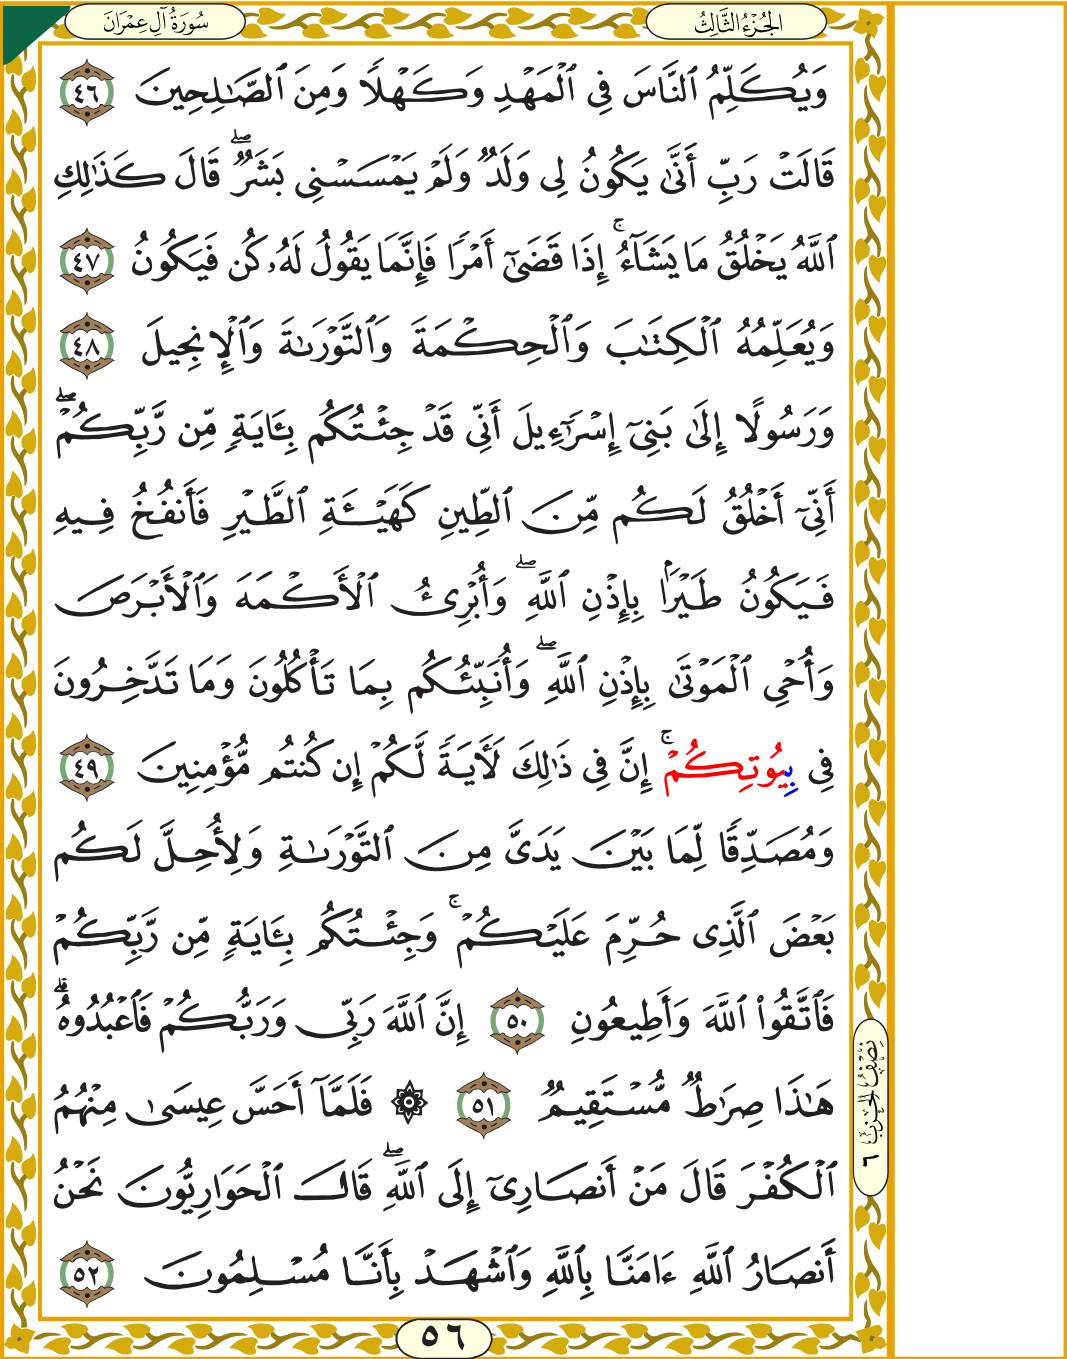 الجُزْءُ الثَّالِثُ
سُورَةُ آلِ عِمْرَانَ
وَيُكَلِّمُ ٱلنَّاسَ فِي ٱلْمَهْدِ وَكَهْلًا وَمِنَ ٱلصَّٰلِحِينَ ٤٦
قَالَتْ رَبِّ أَنَّىٰ يَكُونُ لِي وَلَدٌ وَلَمْ يَمْسَسْنِي بَشَرٌۖ قَالَ كَذَٰلِكِ
ٱللَّهُ يَخْلُقُ مَا يَشَآءُۚ إِذَا قَضَىٰٓ أَمْرًا فَإِنَّمَا يَقُولُ لَهُۥ كُن فَيَكُونُ ٤٧
وَيُعَلِّمُهُ ٱلْكِتَٰبَ وَٱلْحِكْمَةَ وَٱلتَّوْرَىٰةَ وَٱلْإِنجِيلَ ٤٨
وَرَسُولًا إِلَىٰ بَنِيٓ إِسْرَٰٓءِيلَ أَنِّي قَدْ جِئْتُكُم بِـَٔايَةٍ مِّن رَّبِّكُمْۖ
أَنِّيٓ أَخْلُقُ لَكُم مِّنَ ٱلطِّينِ كَهَيْـَٔةِ ٱلطَّيْرِ فَأَنفُخُ فِيهِ
فَيَكُونُ طَيْرًۢا بِإِذْنِ ٱللَّهِۖ وَأُبْرِئُ ٱلْأَكْمَهَ وَٱلْأَبْرَصَ
وَأُحْيِ ٱلْمَوْتَىٰ بِإِذْنِ ٱللَّهِۖ وَأُنَبِّئُكُم بِمَا تَأْكُلُونَ وَمَا تَدَّخِرُونَ
فِي بِيُوتِكُمْۚ إِنَّ فِي ذَٰلِكَ لَأٓيَةً لَّكُمْ إِن كُنتُم مُّؤْمِنِينَ ٤٩
وَمُصَدِّقًا لِّمَا بَيْنَ يَدَيَّ مِنَ ٱلتَّوْرَىٰةِ وَلِأُحِلَّ لَكُم
بَعْضَ ٱلَّذِي حُرِّمَ عَلَيْكُمْۚ وَجِئْتُكُم بِـَٔايَةٍ مِّن رَّبِّكُمْ
فَٱتَّقُوا۟ ٱللَّهَ وَأَطِيعُونِ ٥٠ إِنَّ ٱللَّهَ رَبِّي وَرَبُّكُمْ فَٱعْبُدُوهُۗ
هَٰذَا صِرَٰطٌ مُّسْتَقِيمٌ ٥١ ۞ فَلَمَّآ أَحَسَّ عِيسَىٰ مِنْهُمُ
ٱلْكُفْرَ قَالَ مَنْ أَنصَارِيٓ إِلَى ٱللَّهِۖ قَالَ ٱلْحَوَارِيُّونَ نَحْنُ
أَنصَارُ ٱللَّهِ ءَامَنَّا بِٱللَّهِ وَٱشْهَدْ بِأَنَّا مُسْلِمُونَ ٥٢
نِصْفُ الحِزْبِ ٦
٥٦